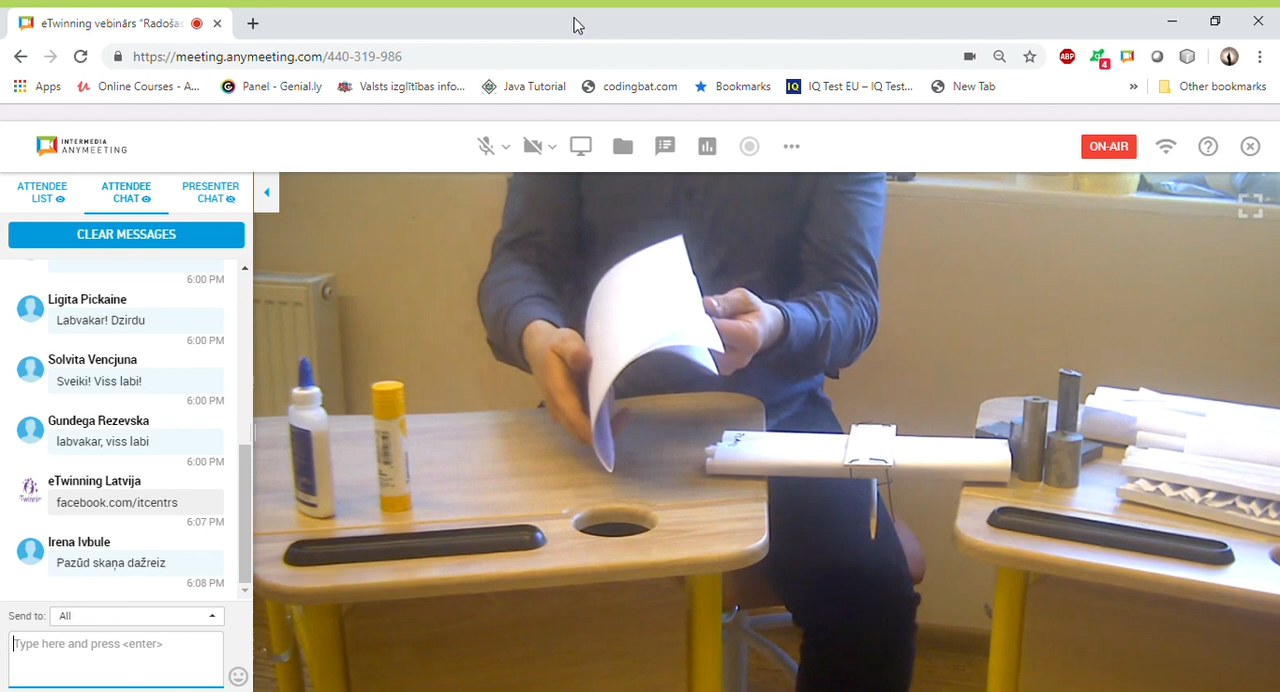 eTwinning vebinārs "Radošas
https://meeting.anymeeting.com/440-319-986
ABP
4
Apps
Online Courses - A...
Panel - Genial.ly
Valsts izglītības info...
Java Tutorial
codingbat.com
Bookmarks
IQ
IQ Test EU – IQ Test...
New Tab
»
Other bookmarks
INTERMEDIA
ANYMEETING
ON-AIR
ATTENDEE
LIST
ATTENDEE
CHAT
PRESENTER
CHAT
CLEAR MESSAGES
6:00 PM
Ligita Pickaine
Labvakar! Dzirdu
6:00 PM
Solvita Vencjuna
Sveiki! Viss labi!
6:00 PM
Gundega Rezevska
labvakar, viss labi
6:00 PM
eTwinning Latvija
facebook.com/itcentrs
6:07 PM
Irena Ivbule
Pazūd skaņa dažreiz
6:08 PM
Send to:
All
Type here and press <enter>